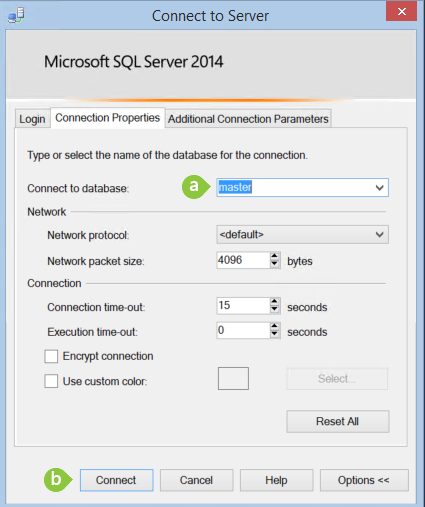 Connect to Server
Microsoft SQL Server 2014
Login Connection Properties Additional Connection Parameters
Type or select the name of the database for the connection.
Connect to database: a master
Network
Network protocol: <default>
Network packet size: 4096 bytes
Connection
Connection time-out: 15 seconds
Execution time-out: 0 seconds
Encrypt connection
Use custom color: Select...
Reset All
b Connect Cancel Help Options <<